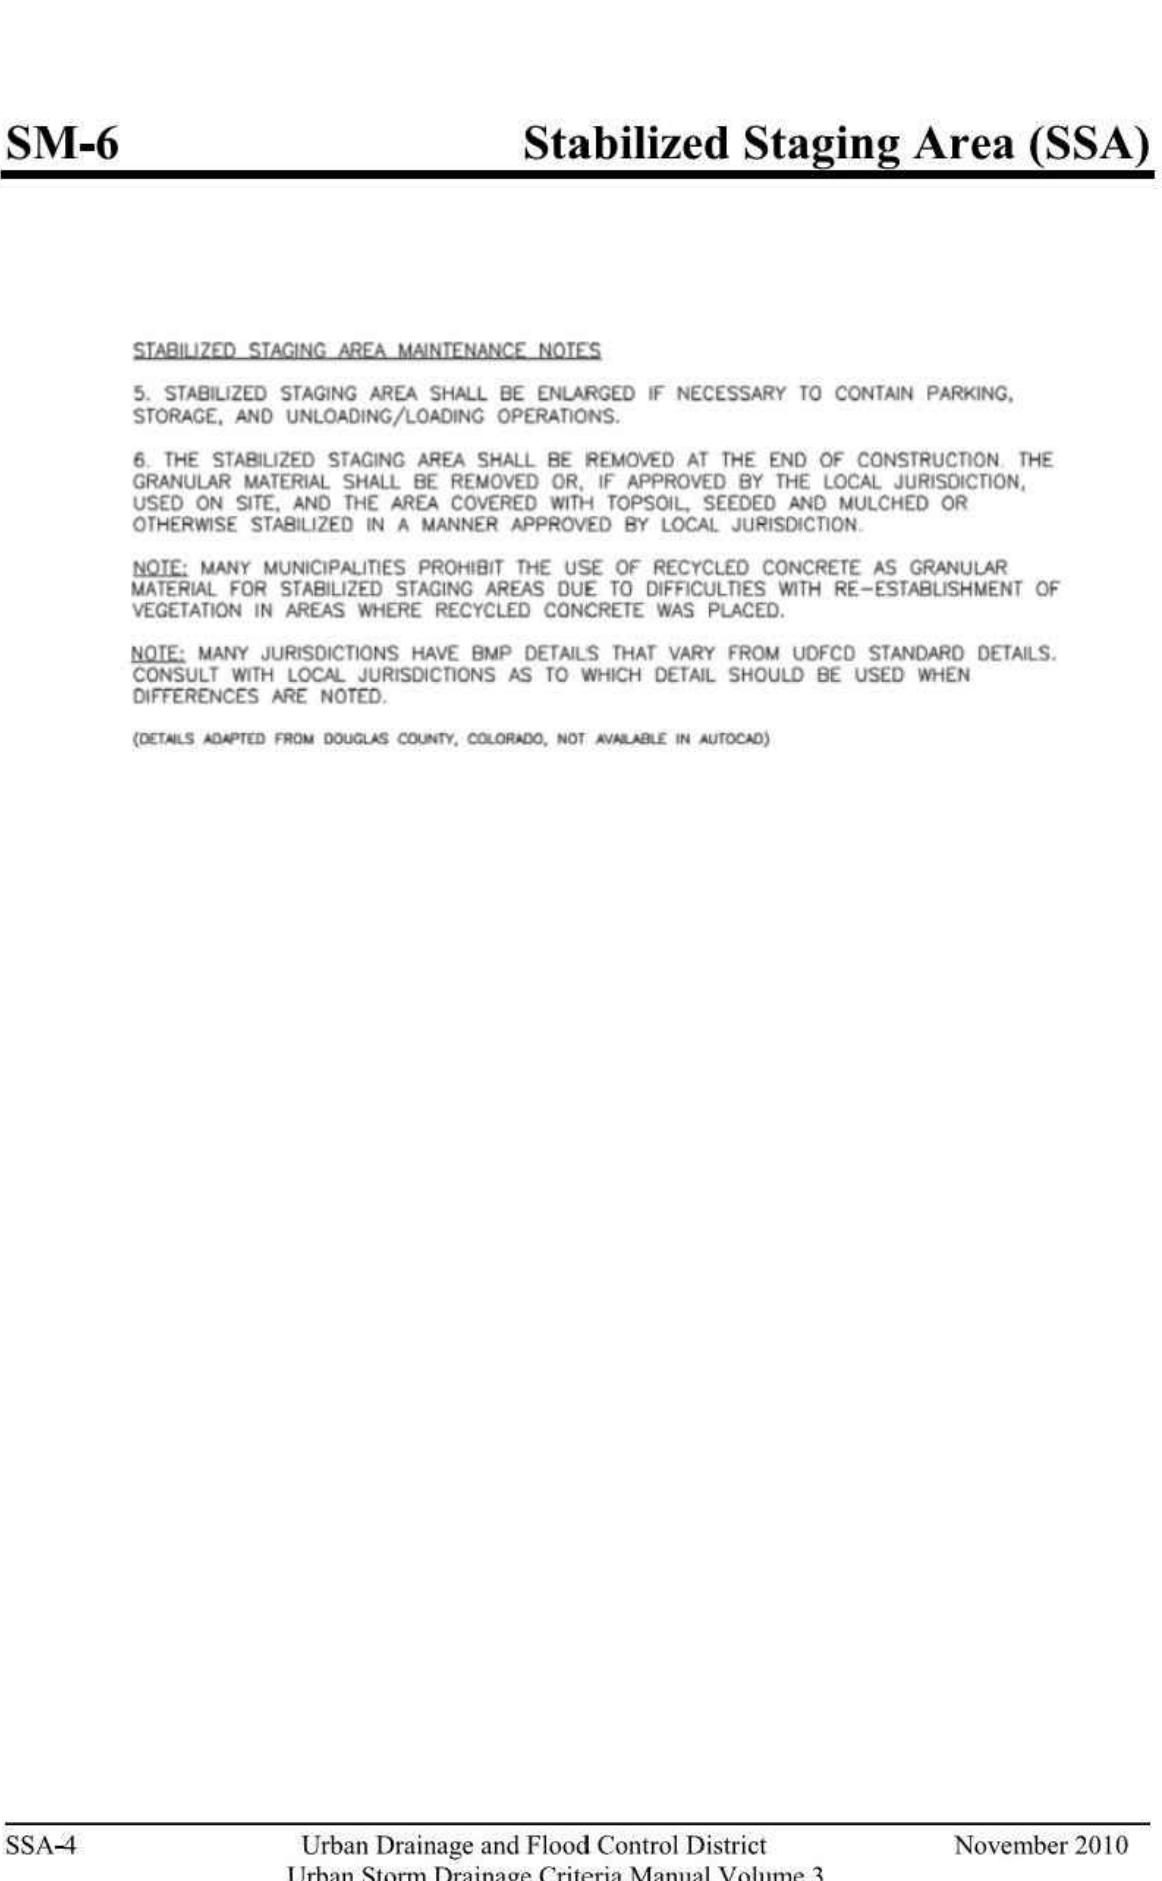 SM-6 Stabilized Staging Area (SSA)
STABILIZED STAGING AREA MAINTENANCE NOTES
5. STABILIZED STAGING AREA SHALL BE ENLARGED IF NECESSARY TO CONTAIN PARKING,
STORAGE, AND UNLOADING/LOADING OPERATIONS.
6. THE STABILIZED STAGING AREA SHALL BE REMOVED AT THE END OF CONSTRUCTION. THE
GRANULAR MATERIAL SHALL BE REMOVED OR, IF APPROVED BY THE LOCAL JURISDICTION,
USED ON SITE, AND THE AREA COVERED WITH TOPSOIL, SEEDED AND MULCHED OR
OTHERWISE STABILIZED IN A MANNER APPROVED BY LOCAL JURISDICTION.
NOTE: MANY MUNICIPALITIES PROHIBIT THE USE OF RECYCLED CONCRETE AS GRANULAR
MATERIAL FOR STABILIZED STAGING AREAS DUE TO DIFFICULTIES WITH RE-ESTABLISHMENT OF
VEGETATION IN AREAS WHERE RECYCLED CONCRETE WAS PLACED.
NOTE: MANY JURISDICTIONS HAVE BMP DETAILS THAT VARY FROM UDFCD STANDARD DETAILS.
CONSULT WITH LOCAL JURISDICTIONS AS TO WHICH DETAIL SHOULD BE USED WHEN
DIFFERENCES ARE NOTED.
(DETAILS ADAPTED FROM DOUGLAS COUNTY, COLORADO, NOT AVAILABLE IN AUTOCAD)
SSA-4 Urban Drainage and Flood Control District November 2010
Urban Storm Drainage Criteria Manual Volume 3